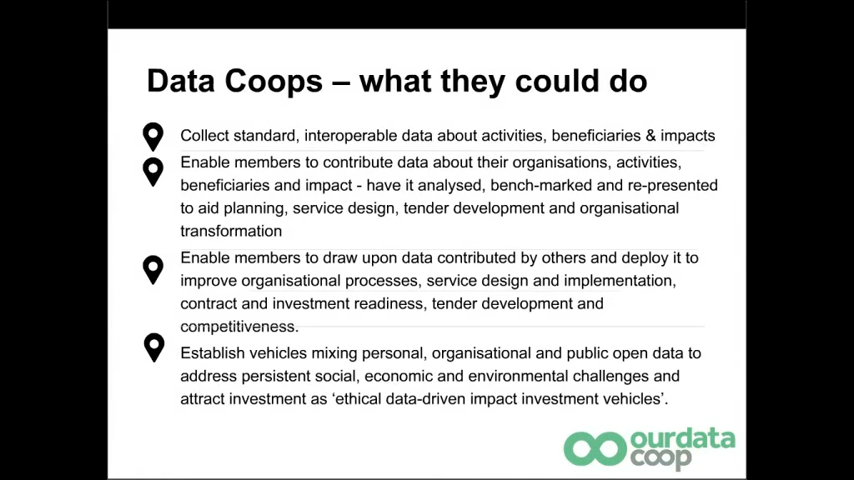 Data Coops – what they could do
Collect standard, interoperable data about activities, beneficiaries & impacts
Enable members to contribute data about their organisations, activities,
beneficiaries and impact - have it analysed, bench-marked and re-presented
to aid planning, service design, tender development and organisational
transformation
Enable members to draw upon data contributed by others and deploy it to
improve organisational processes, service design and implementation,
contract and investment readiness, tender development and
competitiveness.
Establish vehicles mixing personal, organisational and public open data to
address persistent social, economic and environmental challenges and
attract investment as ‘ethical data-driven impact investment vehicles’.
ourdata
coop